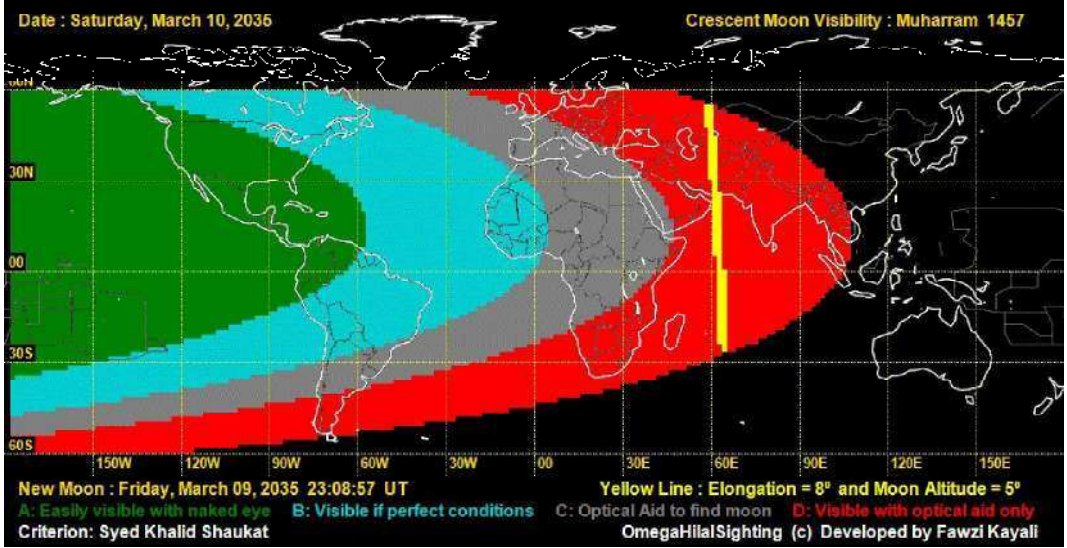 Date : Saturday, March 10, 2035
Crescent Moon Visibility : Muharram 1457
60N
30N
00
30S
60S
150W 120W 90W 60W 30W 00 30E 60E 90E 120E 150E
New Moon : Friday, March 09, 2035 23:08:57 UT
Yellow Line : Elongation = 8º and Moon Altitude = 5º
A: Easily visible with naked eye B: Visible if perfect conditions C: Optical Aid to find moon D: Visible with optical aid only
Criterion: Syed Khalid Shaukat
OmegaHilalSighting (c) Developed by Fawzi Kayali